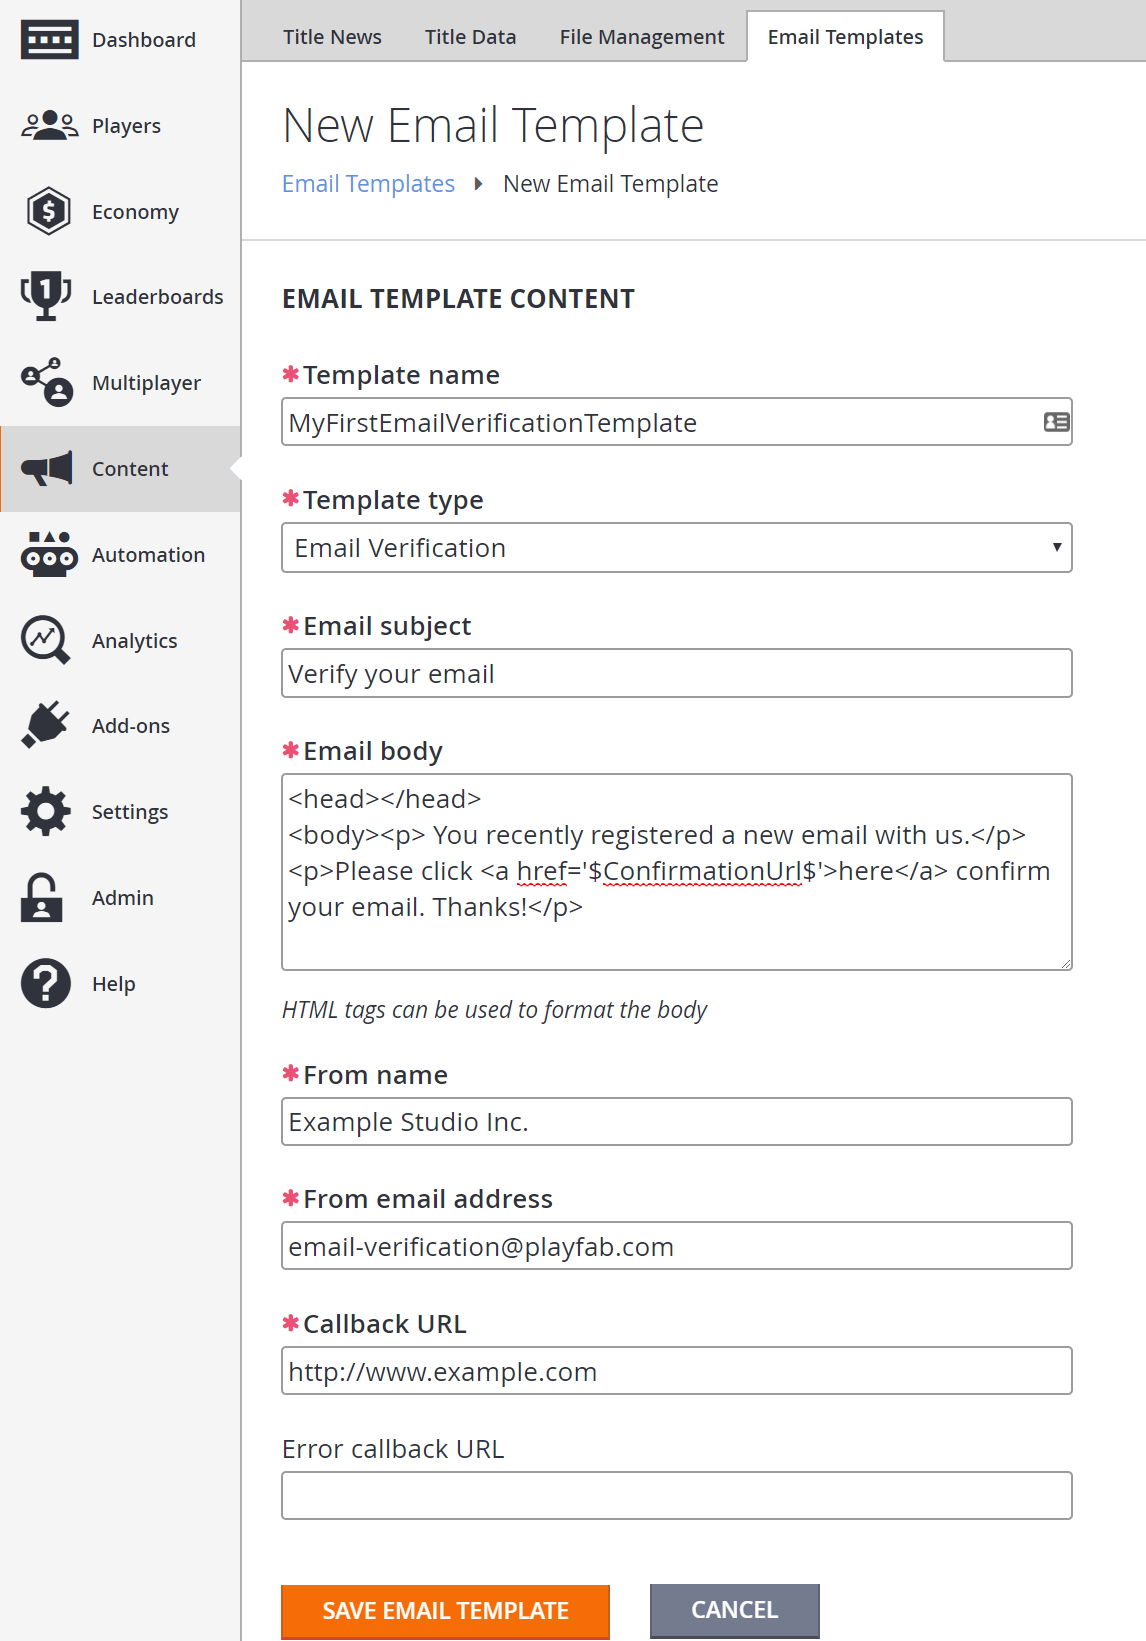 Dashboard
Players
Economy
Leaderboards
Multiplayer
Content
Automation
Analytics
Add-ons
Settings
Admin
Help
Title News
Title Data
File Management
Email Templates
New Email Template
Email Templates New Email Template
EMAIL TEMPLATE CONTENT
*Template name
MyFirstEmailVerificationTemplate
*Template type
Email Verification
*Email subject
Verify your email
*Email body
<head></head>
<body><p> You recently registered a new email with us.</p>
<p>Please click <a href='$ConfirmationUrl$'>here</a> confirm
your email. Thanks!</p>
HTML tags can be used to format the body
*From name
Example Studio Inc.
*From email address
email-verification@playfab.com
*Callback URL
http://www.example.com
Error callback URL
SAVE EMAIL TEMPLATE
CANCEL